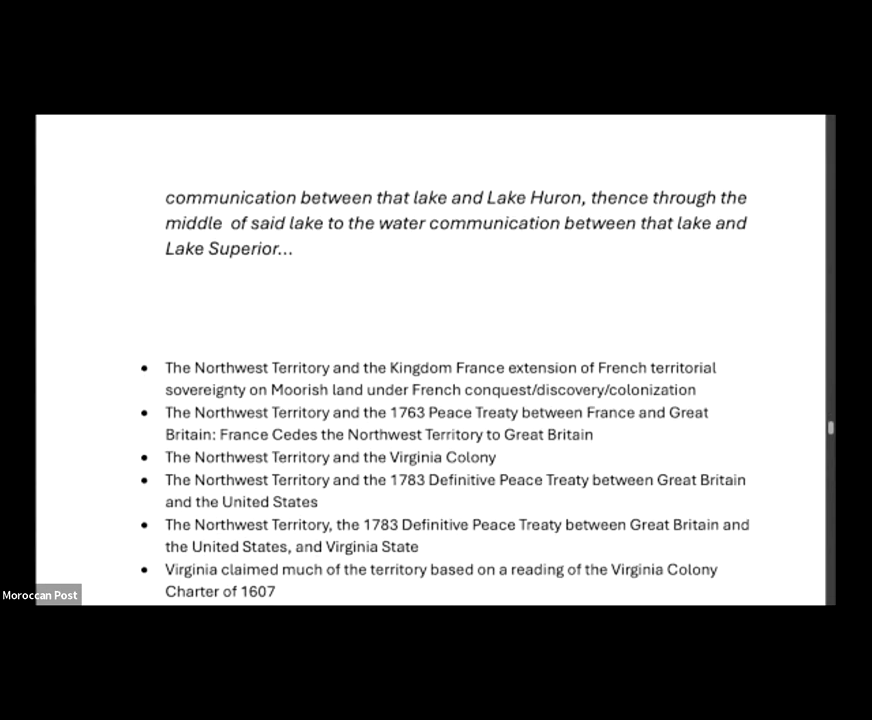 communication between that lake and Lake Huron, thence through the
middle of said lake to the water communication between that lake and
Lake Superior...
• The Northwest Territory and the Kingdom France extension of French territorial
sovereignty on Moorish land under French conquest/discovery/colonization
• The Northwest Territory and the 1763 Peace Treaty between France and Great
Britain: France Cedes the Northwest Territory to Great Britain
• The Northwest Territory and the Virginia Colony
• The Northwest Territory and the 1783 Definitive Peace Treaty between Great Britain
and the United States
• The Northwest Territory, the 1783 Definitive Peace Treaty between Great Britain and
the United States, and Virginia State
• Virginia claimed much of the territory based on a reading of the Virginia Colony
Charter of 1607
Moroccan Post